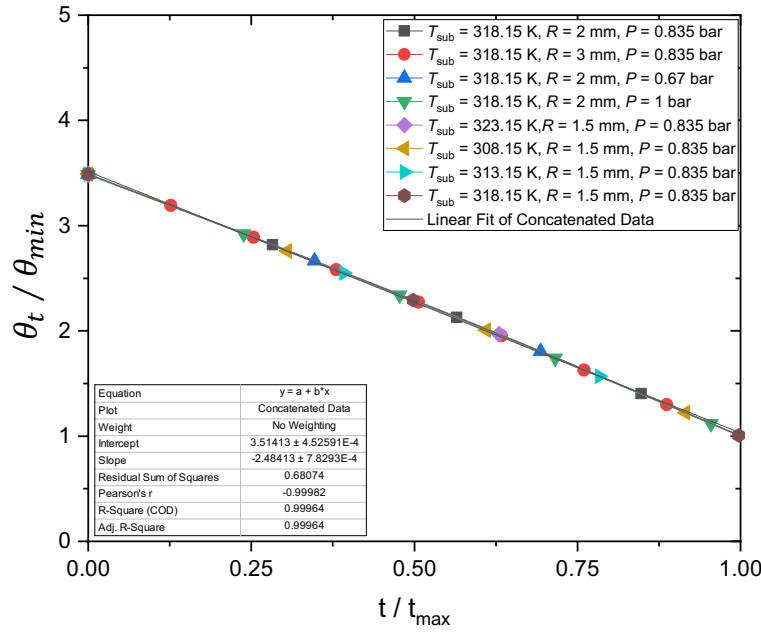 5
4
3
2
1
0
θt / θmin
Tsub = 318.15 K, R = 2 mm, P = 0.835 bar
Tsub = 318.15 K, R = 3 mm, P = 0.835 bar
Tsub = 318.15 K, R = 2 mm, P = 0.67 bar
Tsub = 318.15 K, R = 2 mm, P = 1 bar
Tsub = 323.15 K,R = 1.5 mm, P = 0.835 bar
Tsub = 308.15 K, R = 1.5 mm, P = 0.835 bar
Tsub = 313.15 K, R = 1.5 mm, P = 0.835 bar
Tsub = 318.15 K, R = 1.5 mm, P = 0.835 bar
Linear Fit of Concatenated Data
Equation y = a + b*x
Plot Concatenated Data
Weight No Weighting
Intercept 3.51413 ± 4.52591E-4
Slope -2.48413 ± 7.8293E-4
Residual Sum of Squares 0.68074
Pearson's r -0.99982
R-Square (COD) 0.99964
Adj. R-Square 0.99964
0.00 0.25 0.50 0.75 1.00
t / tmax